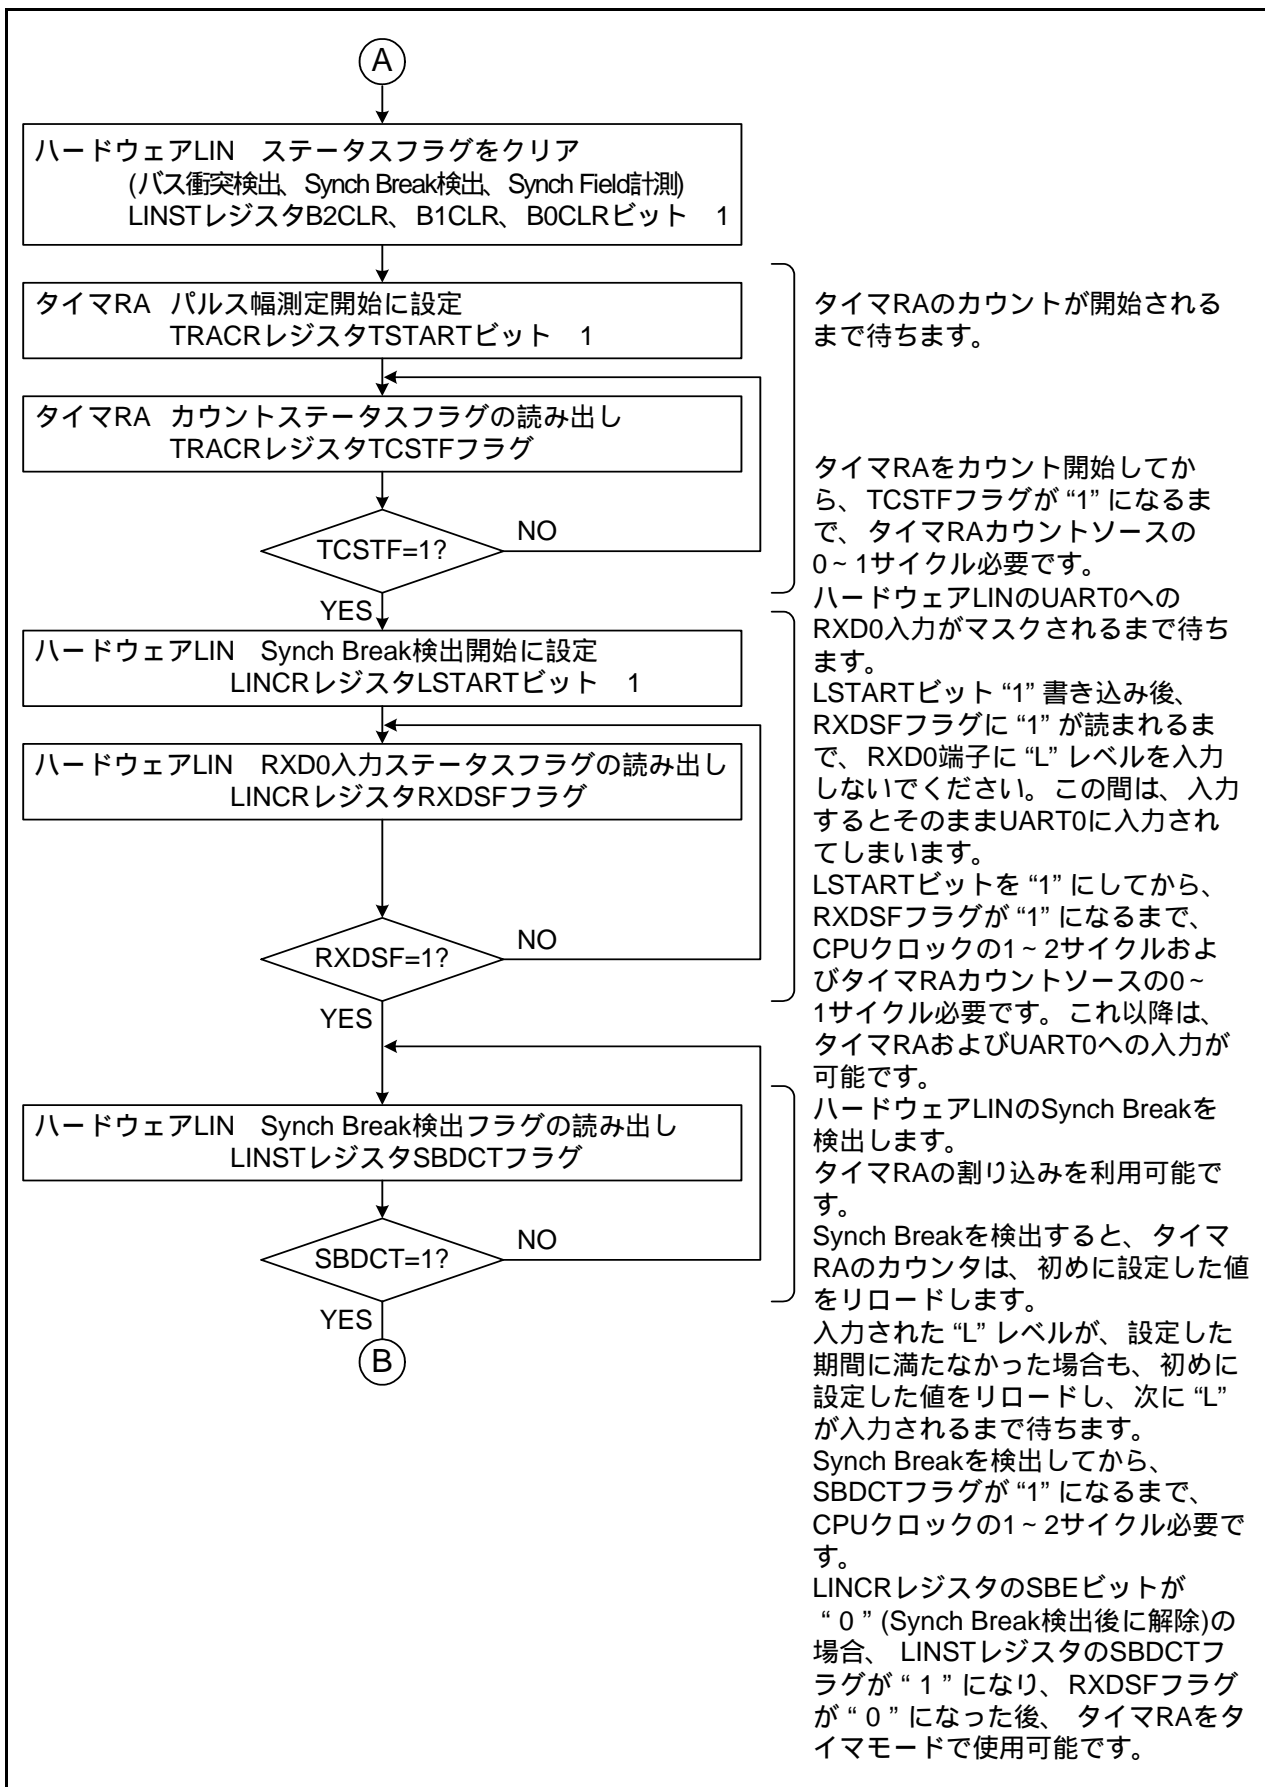 A
ハードウェアLIN　ステータスフラグをクリア
(バス衝突検出、Synch Break検出、Synch Field計測)
LINSTレジスタB2CLR、B1CLR、B0CLRビット　1
タイマRA　パルス幅測定開始に設定
TRACRレジスタTSTARTビット　1
タイマRA　カウントステータスフラグの読み出し
TRACRレジスタTCSTFフラグ
TCSTF=1?
NO
YES
ハードウェアLIN　Synch Break検出開始に設定
LINCRレジスタLSTARTビット　1
ハードウェアLIN　RXD0入力ステータスフラグの読み出し
LINCRレジスタRXDSFフラグ
RXDSF=1?
NO
YES
ハードウェアLIN　Synch Break検出フラグの読み出し
LINSTレジスタSBDCTフラグ
SBDCT=1?
NO
YES
B
タイマRAのカウントが開始される
まで待ちます。
タイマRAをカウント開始してか
ら、TCSTFフラグが “1” になるま
で、タイマRAカウントソースの
0~1サイクル必要です。
ハードウェアLINのUART0への
RXD0入力がマスクされるまで待ち
ます。
LSTARTビット “1” 書き込み後、
RXDSFフラグに “1” が読まれるま
で、RXD0端子に “L” レベルを入力
しないでください。この間は、入力
するとそのままUART0に入力され
てしまいます。
LSTARTビットを “1” にしてから、
RXDSFフラグが “1” になるまで、
CPUクロックの1~2サイクルおよ
びタイマRAカウントソースの0~
1サイクル必要です。これ以降は、
タイマRAおよびUART0への入力が
可能です。
ハードウェアLINのSynch Breakを
検出します。
タイマRAの割り込みを利用可能で
す。
Synch Breakを検出すると、タイマ
RAのカウンタは、初めに設定した値
をリロードします。
入力された “L” レベルが、設定した
期間に満たなかった場合も、初めに
設定した値をリロードし、次に “L”
が入力されるまで待ちます。
Synch Breakを検出してから、
SBDCTフラグが “1” になるまで、
CPUクロックの1~2サイクル必要で
す。
LINCRレジスタのSBEビットが
“ 0 ” (Synch Break検出後に解除)の
場合、 LINSTレジスタのSBDCTフ
ラグが “ 1 ” になり、RXDSFフラグ
が “ 0 ” になった後、 タイマRAをタ
イマモードで使用可能です。